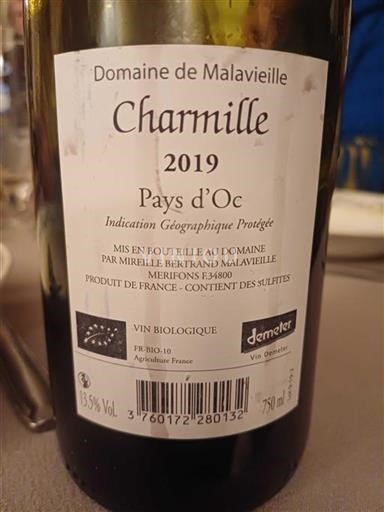 Domaine de Malavieille
Charmille
2019
Pays d'Oc
Indication Géographique Protégée
MIS EN BOUTEILLE AU DOMAINE
PAR MIREILLE BERTRAND MALAVIEILLE
MERIFONS F.34800
PRODUIT DE FRANCE - CONTIENT DES SULFITES
VIN BIOLOGIQUE
FR-BIO-10
Agriculture France
demeter
Vin Demeter
13,5% Vol.
3 760172 280132
750 ml